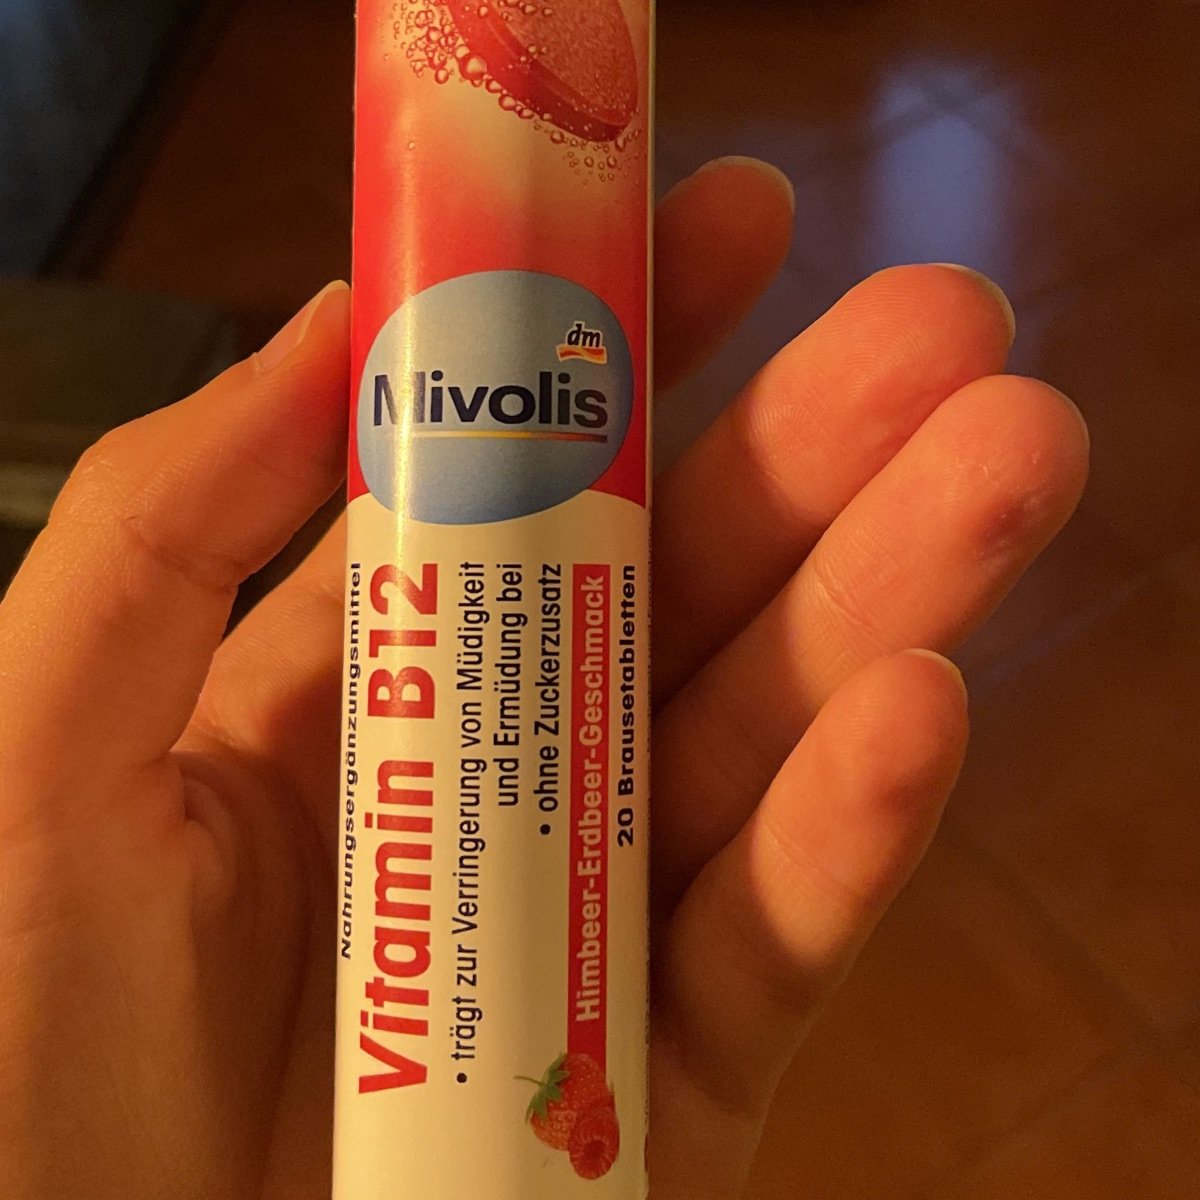 dm
Mivolis
Nahrungsergänzungsmittel
Vitamin B12
• trägt zur Verringerung von Müdigkeit
und Ermüdung bei
• ohne Zuckerzusatz
Himbeer-Erdbeer-Geschmack
20 Brausetabletten